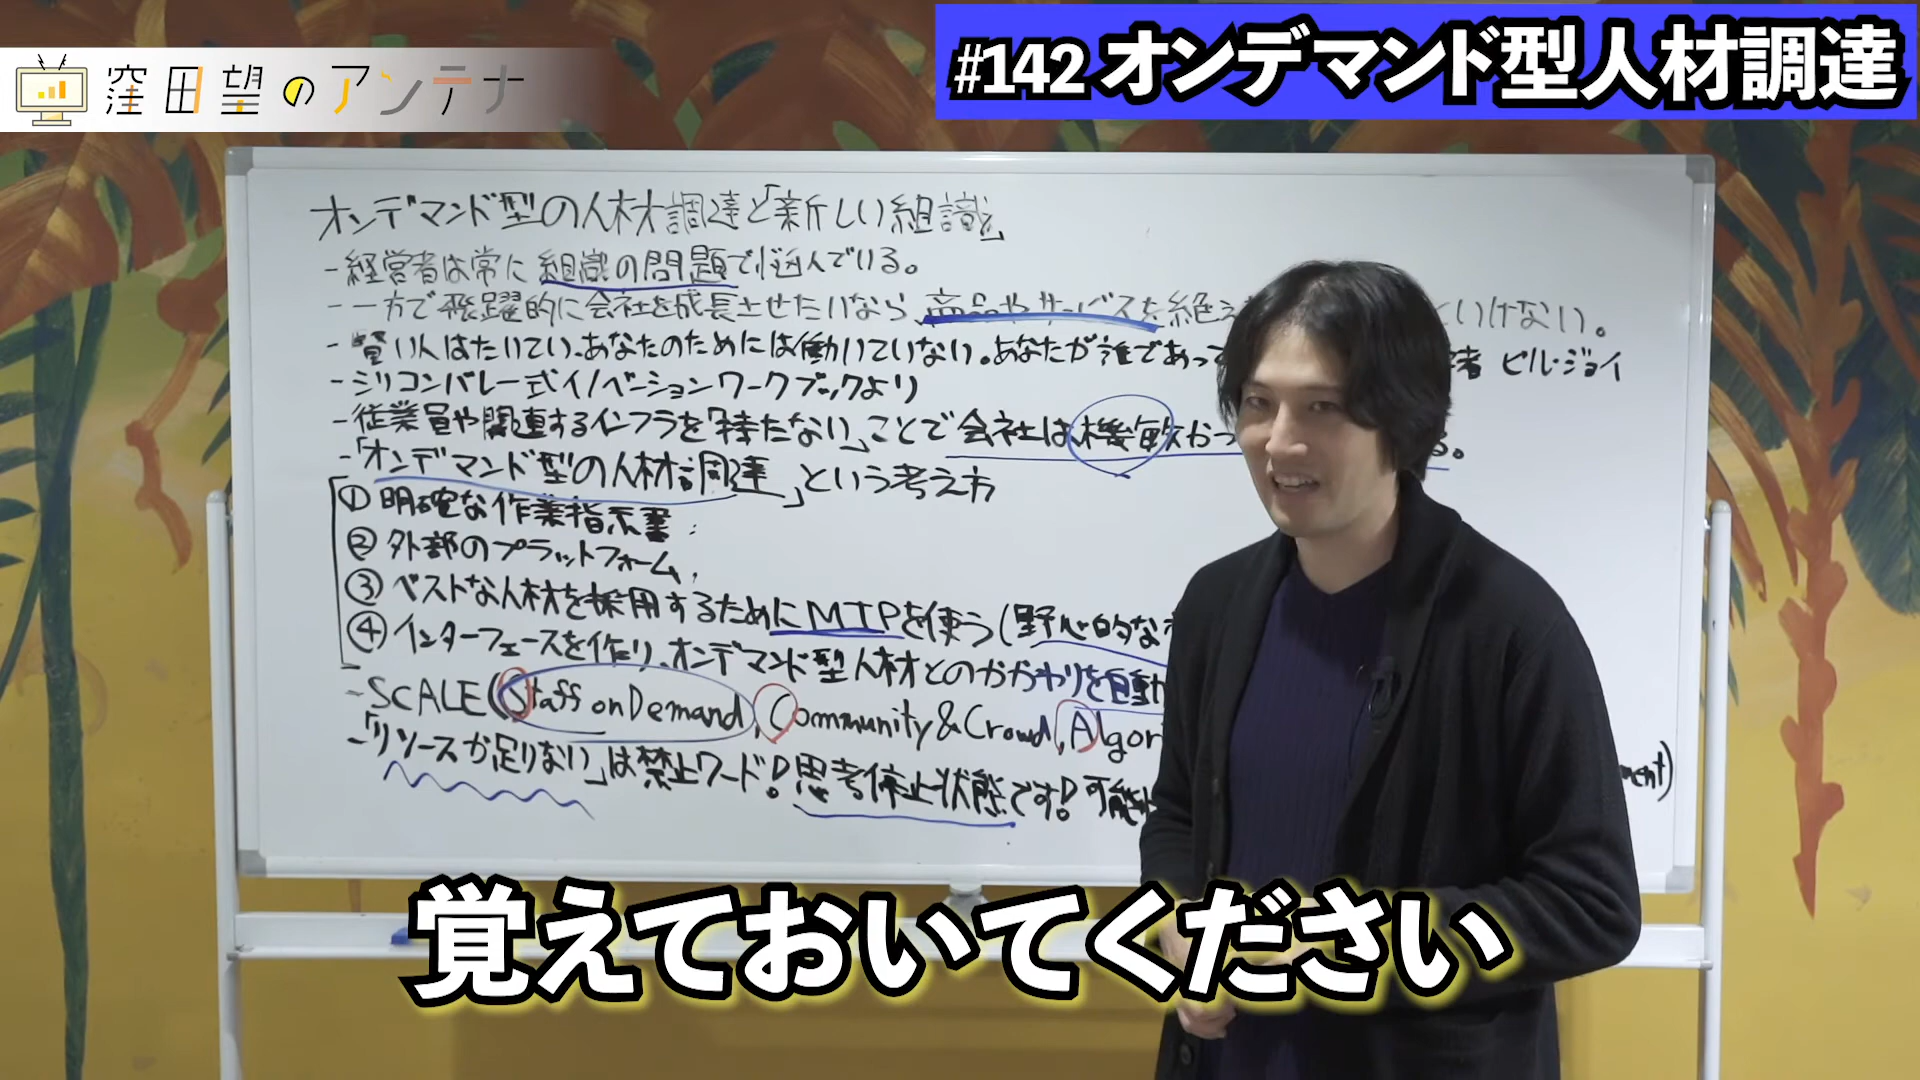 窪田望のアンテナ
#142 オンデマンド型人材調達
オンデマンド型の人材調達と「新しい組織」
- 経営者は常に組織の問題で悩んでいる。
- 一方で飛躍的に会社を成長させたいなら、商品やサービスを絶え といけない。
- 賢い人はたいてい、あなたのためには働いていない。あなたが誰であって 者 ビル・ジョイ
- シリコンバレー式イノベーションワークブックより
- 従業員や関連するインフラを「持たない」ことで会社は機敏かつ る。
- 「オンデマンド型の人材調達」という考え方
① 明確な作業指示書
② 外部のプラットフォーム
③ ベストな人材を採用するためにMTPを使う(野心的な
④ インターフェースを作り、オンデマンド型人材とのかかわりを自動
- SCALE(Staff on Demand, Community & Crowd, Algor ment)
- 「リソースが足りない」は禁止ワード!思考停止状態です!可能
覚えておいてください